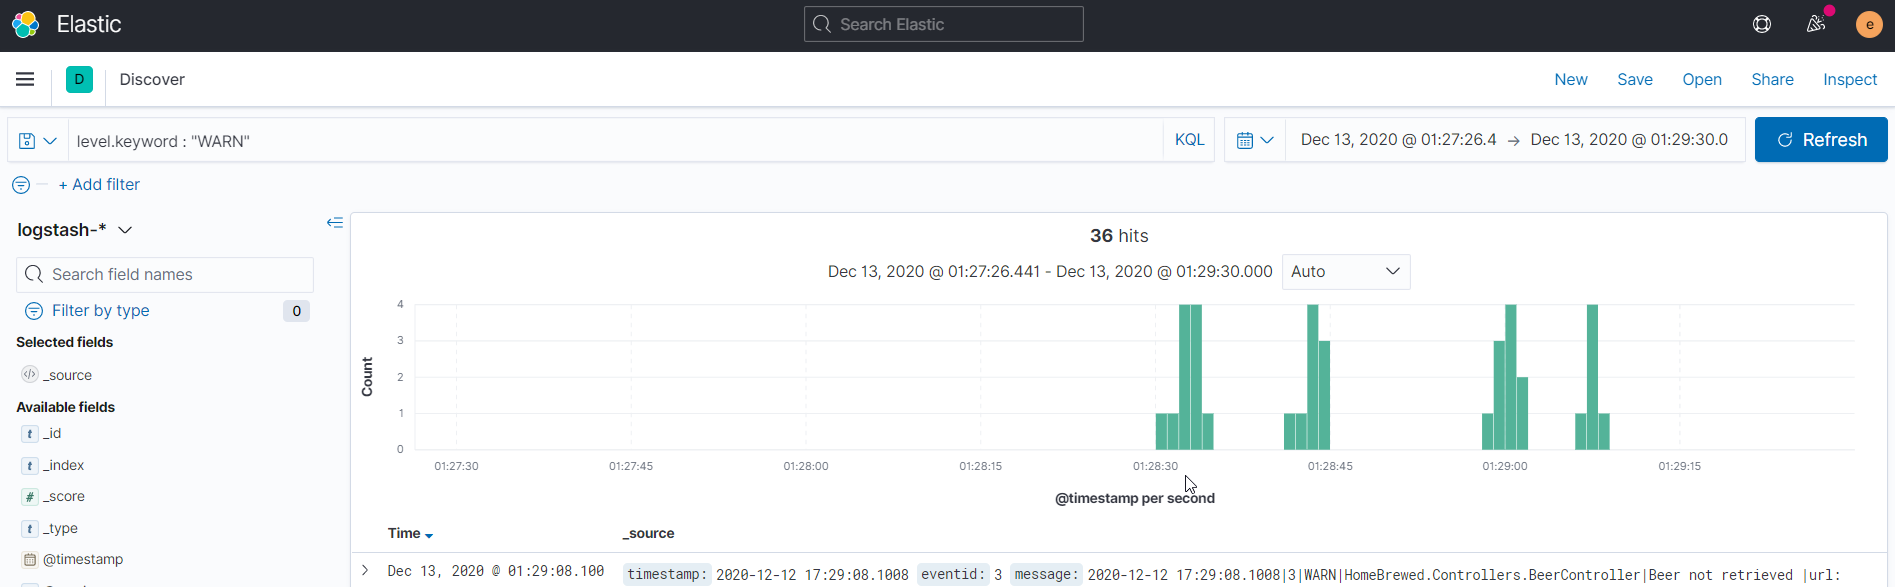 Elastic
Search Elastic
e
D
Discover
New Save Open Share Inspect
level.keyword : "WARN"
KQL
Dec 13, 2020 @ 01:27:26.4 → Dec 13, 2020 @ 01:29:30.0
Refresh
+ Add filter
logstash-*
Search field names
Filter by type 0
Selected fields
_source
Available fields
t _id
t _index
# _score
t _type
@timestamp
36 hits
Dec 13, 2020 @ 01:27:26.441 - Dec 13, 2020 @ 01:29:30.000
Auto
Count
4
3
2
1
0
01:27:30 01:27:45 01:28:00 01:28:15 01:28:30 01:28:45 01:29:00 01:29:15
@timestamp per second
Time _source
Dec 13, 2020 @ 01:29:08.100 timestamp: 2020-12-12 17:29:08.1008 eventid: 3 message: 2020-12-12 17:29:08.1008|3|WARN|HomeBrewed.Controllers.BeerController|Beer not retrieved |url: